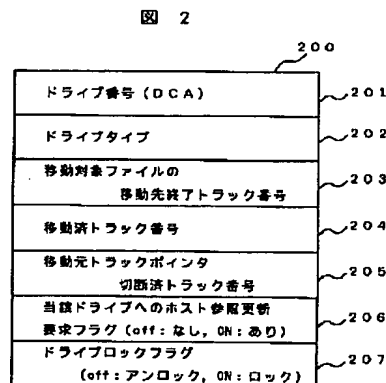 図 2
200
ドライブ番号(DCA)
201
ドライブタイプ
202
移動対象ファイルの
移動先終了トラック番号
203
移動済トラック番号
204
移動元トラックポインタ
切断済トラック番号
205
当該ドライブへのホスト参照更新
要求フラグ(off:なし,ON:あり)
206
ドライブロックフラグ
(off:アンロック,ON:ロック)
207